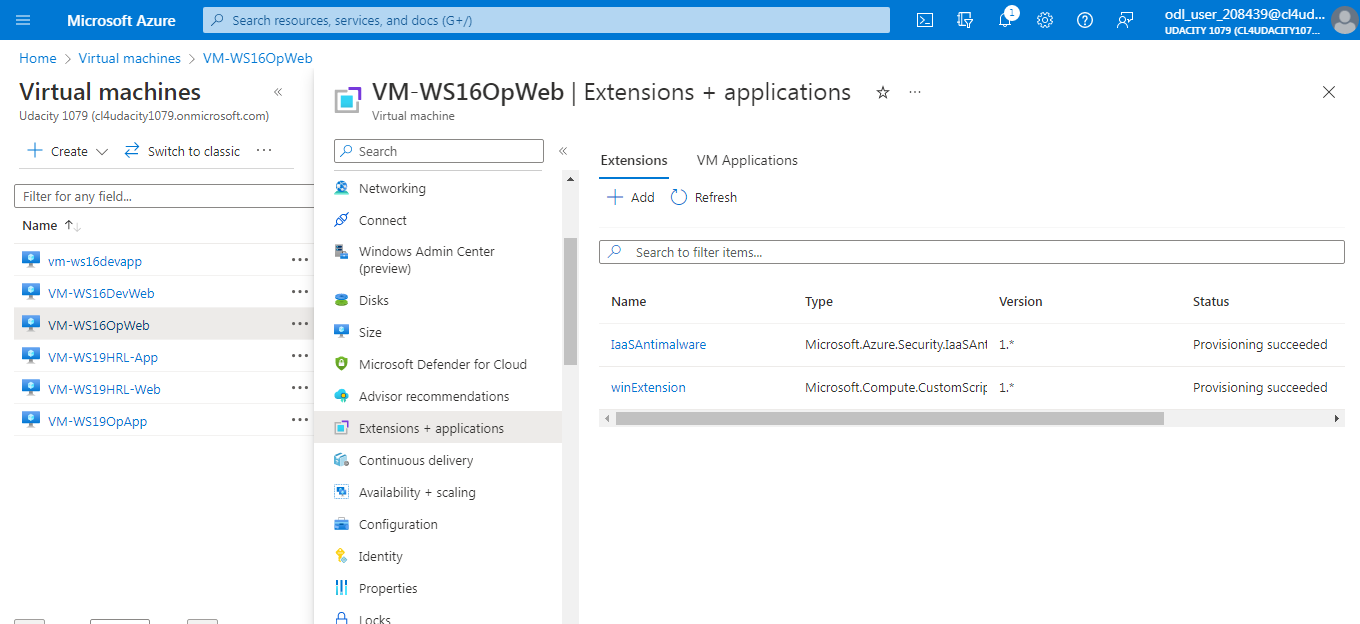 Microsoft Azure
Search resources, services, and docs (G+/)
1
odl_user_208439@cl4ud...
UDACITY 1079 (CL4UDACITY107...
Home > Virtual machines > VM-WS16OpWeb
Virtual machines
Udacity 1079 (cl4udacity1079.onmicrosoft.com)
Create
Switch to classic
Filter for any field...
Name
vm-ws16devapp
VM-WS16DevWeb
VM-WS16OpWeb
VM-WS19HRL-App
VM-WS19HRL-Web
VM-WS19OpApp
VM-WS16OpWeb | Extensions + applications
Virtual machine
Search
Networking
Connect
Windows Admin Center
(preview)
Disks
Size
Microsoft Defender for Cloud
Advisor recommendations
Extensions + applications
Continuous delivery
Availability + scaling
Configuration
Identity
Properties
Locks
Extensions VM Applications
Add Refresh
Search to filter items...
Name Type Version Status
IaaSAntimalware Microsoft.Azure.Security.IaaSAnt 1.* Provisioning succeeded
winExtension Microsoft.Compute.CustomScrip 1.* Provisioning succeeded